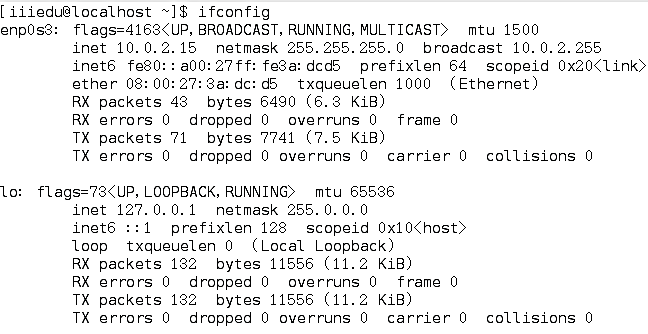 [iiiedu@localhost ~]$ ifconfig
enp0s3: flags=4163<UP,BROADCAST,RUNNING,MULTICAST>  mtu 1500
        inet 10.0.2.15  netmask 255.255.255.0  broadcast 10.0.2.255
        inet6 fe80::a00:27ff:fe3a:dcd5  prefixlen 64  scopeid 0x20<link>
        ether 08:00:27:3a:dc:d5  txqueuelen 1000  (Ethernet)
        RX packets 43  bytes 6490 (6.3 KiB)
        RX errors 0  dropped 0  overruns 0  frame 0
        TX packets 71  bytes 7741 (7.5 KiB)
        TX errors 0  dropped 0 overruns 0  carrier 0  collisions 0

lo: flags=73<UP,LOOPBACK,RUNNING>  mtu 65536
        inet 127.0.0.1  netmask 255.0.0.0
        inet6 ::1  prefixlen 128  scopeid 0x10<host>
        loop  txqueuelen 0  (Local Loopback)
        RX packets 132  bytes 11556 (11.2 KiB)
        RX errors 0  dropped 0  overruns 0  frame 0
        TX packets 132  bytes 11556 (11.2 KiB)
        TX errors 0  dropped 0 overruns 0  carrier 0  collisions 0